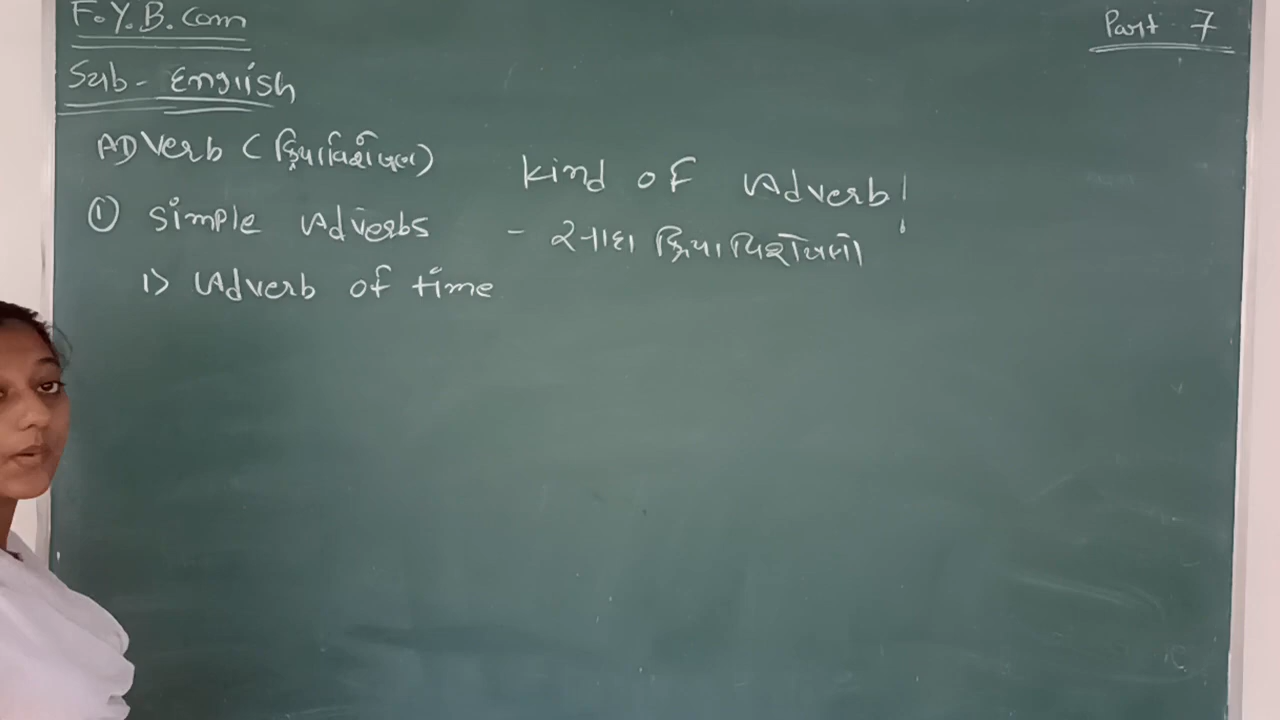 F.Y.B.Com
Part 7
Sub - English
ADverb (ક્રિયાવિશેષણ)
Kind of Adverb!
① simple Adverbs - સાદા ક્રિયાવિશેષણો
1> Adverb of time